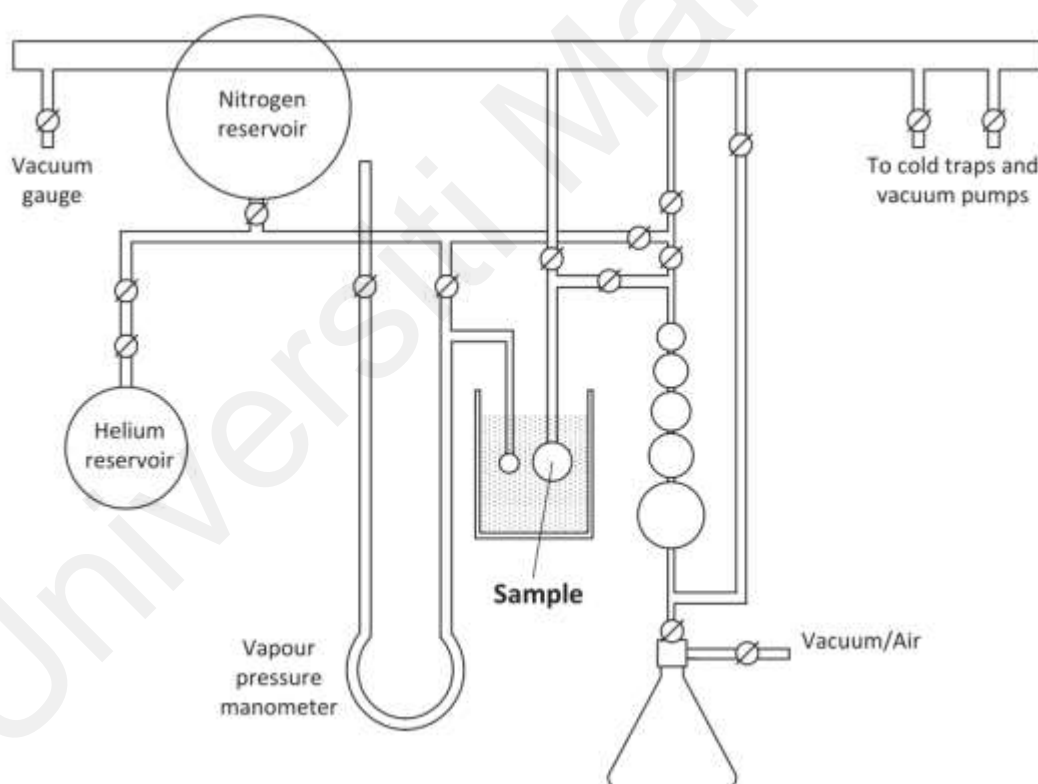 Nitrogen
reservoir
Vacuum
gauge
To cold traps and
vacuum pumps
Helium
reservoir
Sample
Vapour
pressure
manometer
Vacuum/Air